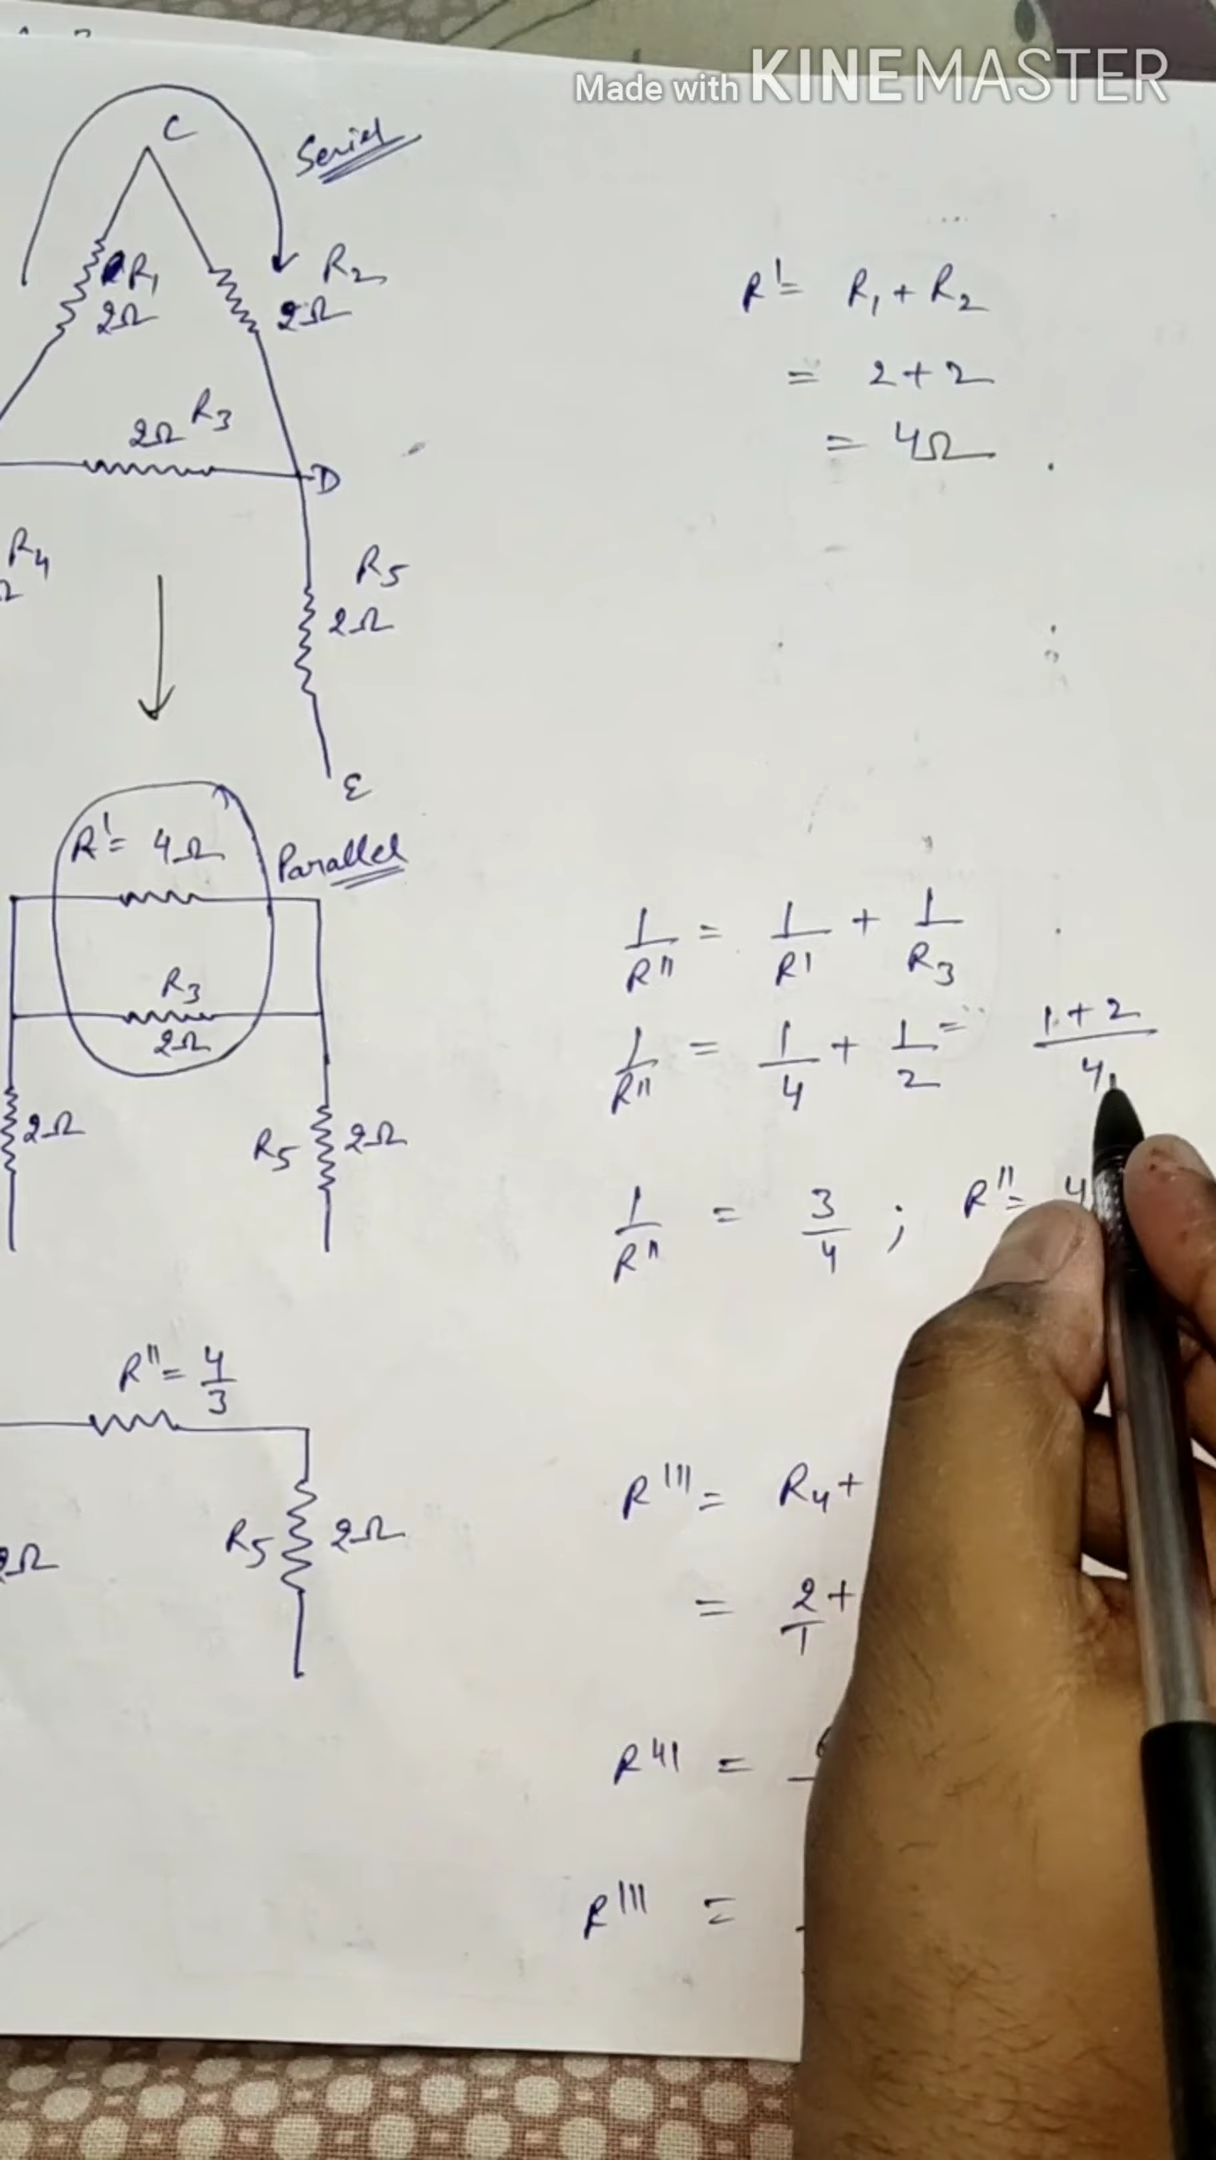 Made with KINEMASTER
C
Serial
R1
2Ω
R2
2Ω
R3
2Ω
D
R4
Ω
R5
2Ω
E
R' = R1 + R2
= 2 + 2
= 4Ω
R' = 4Ω
Parallel
R3
2Ω
2Ω
R5 2Ω
1/R'' = 1/R' + 1/R3
1/R'' = 1/4 + 1/2 = 1+2/4
1/R'' = 3/4 ; R'' = 4
R'' = 4/3
R5 2Ω
2Ω
R''' = R4 +
= 2/1 +
R''' =